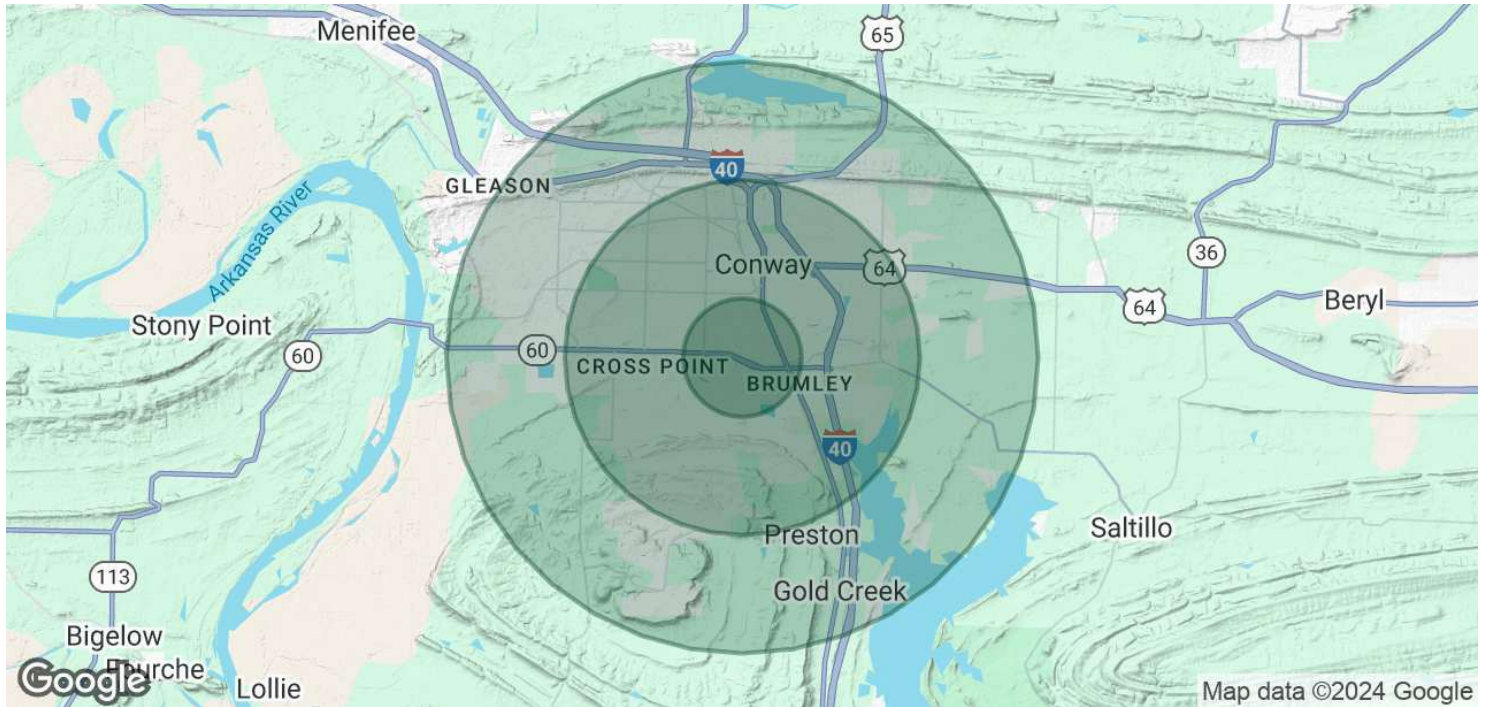 Menifee
65
40
GLEASON
Arkansas River
Conway
64
36
64
Beryl
Stony Point
60
60
CROSS POINT
BRUMLEY
40
Preston
Saltillo
113
Gold Creek
Bigelow
Fourche
Lollie
Google
Map data ©2024 Google